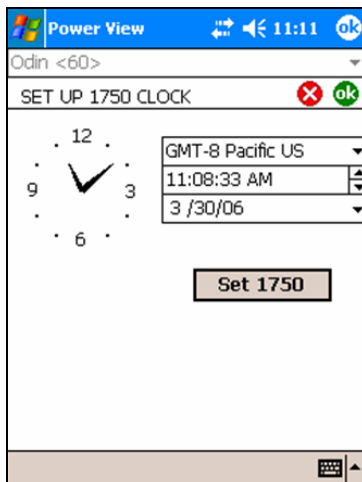 Power View 11:11 ok
Odin <60>
SET UP 1750 CLOCK ok
12
9
3
6
GMT-8 Pacific US
11:08:33 AM
3 /30/06
Set 1750